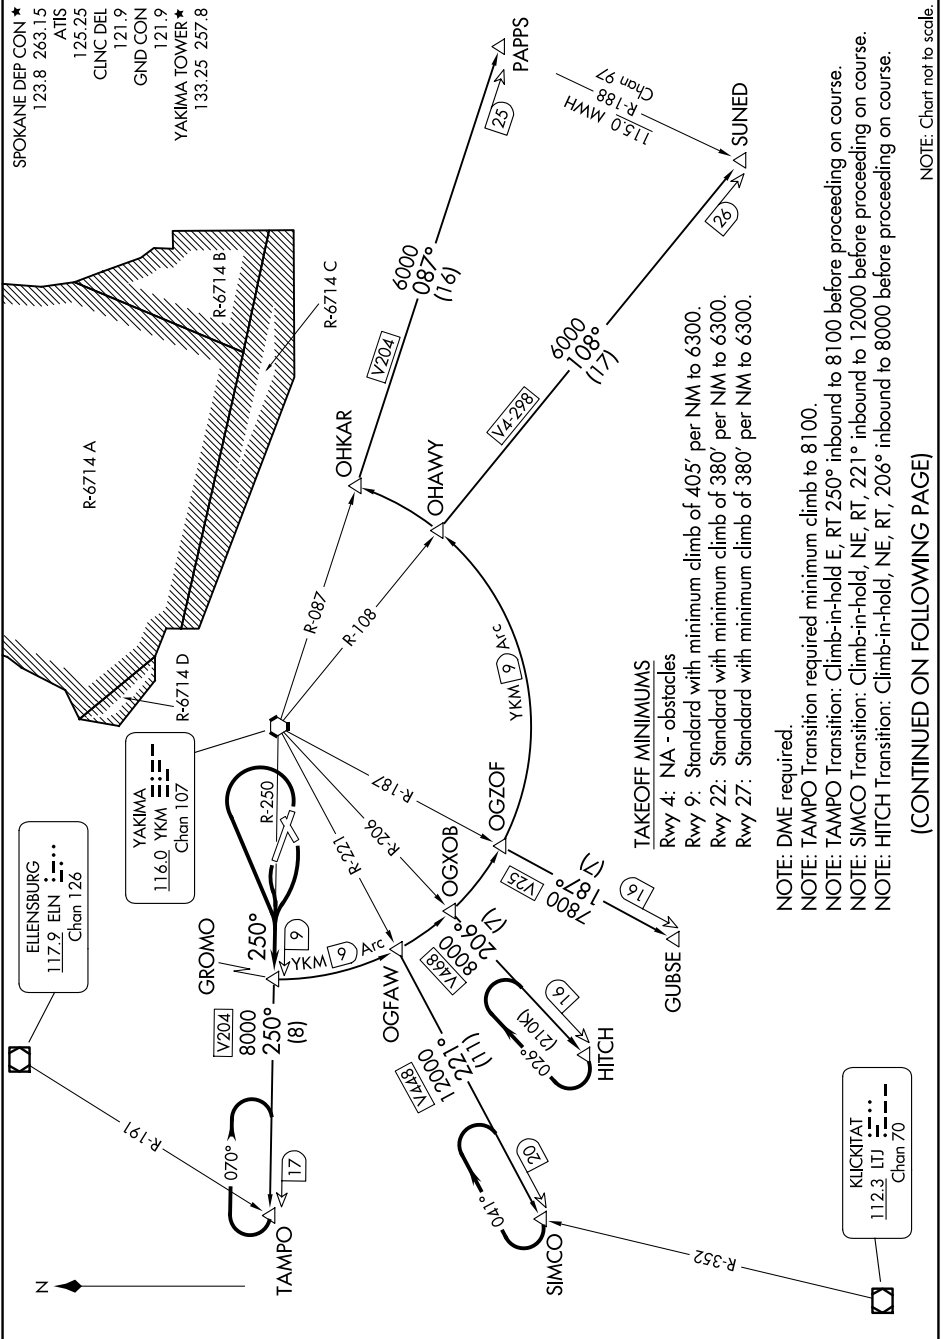 SPOKANE DEP CON ★
123.8 263.15
ATIS
125.25
CLNC DEL
121.9
GND CON
121.9
YAKIMA TOWER★
133.25 257.8
R-6714 A
R-6714 B
R-6714 C
R-6714 D
ELLENSBURG
117.9 ELN
Chan 126
YAKIMA
116.0 YKM
Chan 107
N
R-191
070°
17
TAMPO
V204
8000
250°
(8)
GROMO
250°
9
R-250
YKM 9 Arc
OGFAW
R-221
R-206
R-187
OGXOB
OGZOF
V448
12000
221°
(11)
041°
20
SIMCO
V468
8000
206°
(7)
026°
(210K)
16
HITCH
V25
7800
187°
(7)
16
GUBSE
YKM 9 Arc
R-087
R-108
OHKAR
OHAWY
V204
6000
087°
(16)
25
PAPPS
V4-298
6000
108°
(17)
26
SUNED
115.0 MWH
R-188
Chan 97
R-352
KLICKITAT
112.3 LTJ
Chan 70
TAKEOFF MINIMUMS
Rwy 4: NA - obstacles
Rwy 9: Standard with minimum climb of 405' per NM to 6300.
Rwy 22: Standard with minimum climb of 380' per NM to 6300.
Rwy 27: Standard with minimum climb of 380' per NM to 6300.
NOTE: DME required.
NOTE: TAMPO Transition required minimum climb to 8100.
NOTE: TAMPO Transition: Climb-in-hold E, RT 250° inbound to 8100 before proceeding on course.
NOTE: SIMCO Transition: Climb-in-hold, NE, RT, 221° inbound to 12000 before proceeding on course.
NOTE: HITCH Transition: Climb-in-hold, NE, RT, 206° inbound to 8000 before proceeding on course.
(CONTINUED ON FOLLOWING PAGE)
NOTE: Chart not to scale.